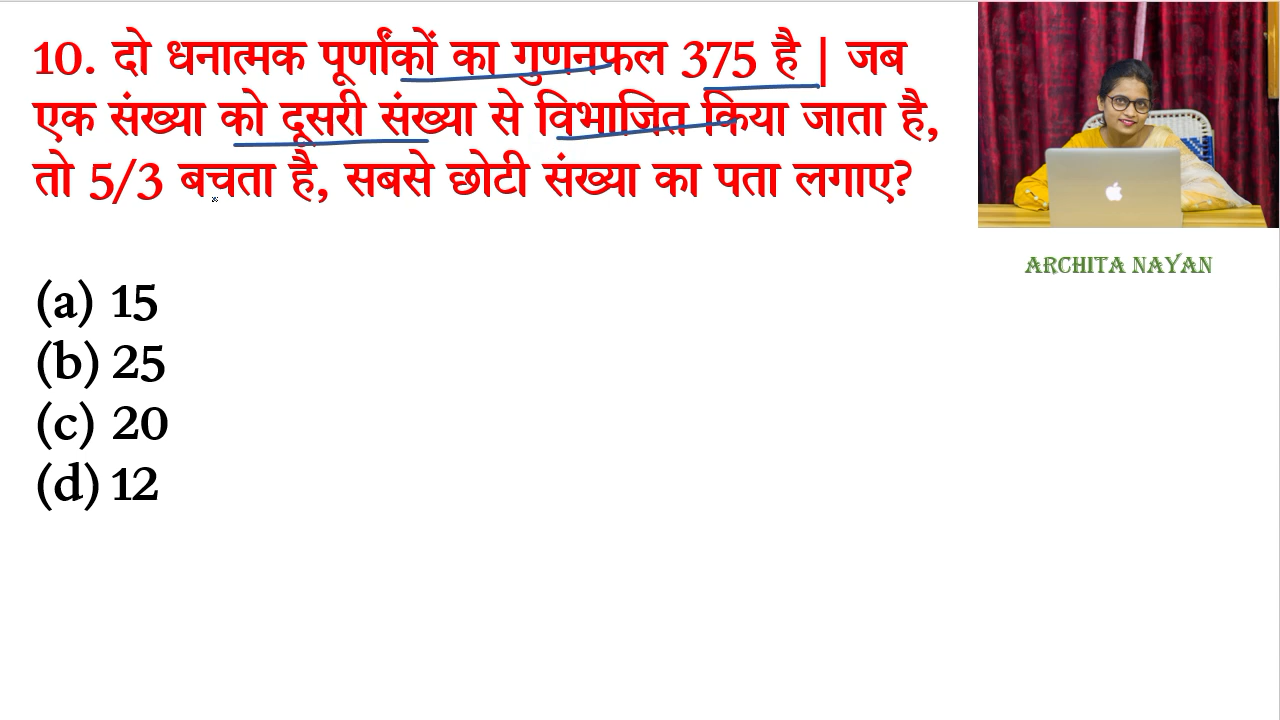 10. दो धनात्मक पूर्णांकों का गुणनफल 375 है | जब
एक संख्या को दूसरी संख्या से विभाजित किया जाता है,
तो 5/3 बचता है, सबसे छोटी संख्या का पता लगाए?
ARCHITA NAYAN
(a) 15
(b) 25
(c) 20
(d) 12